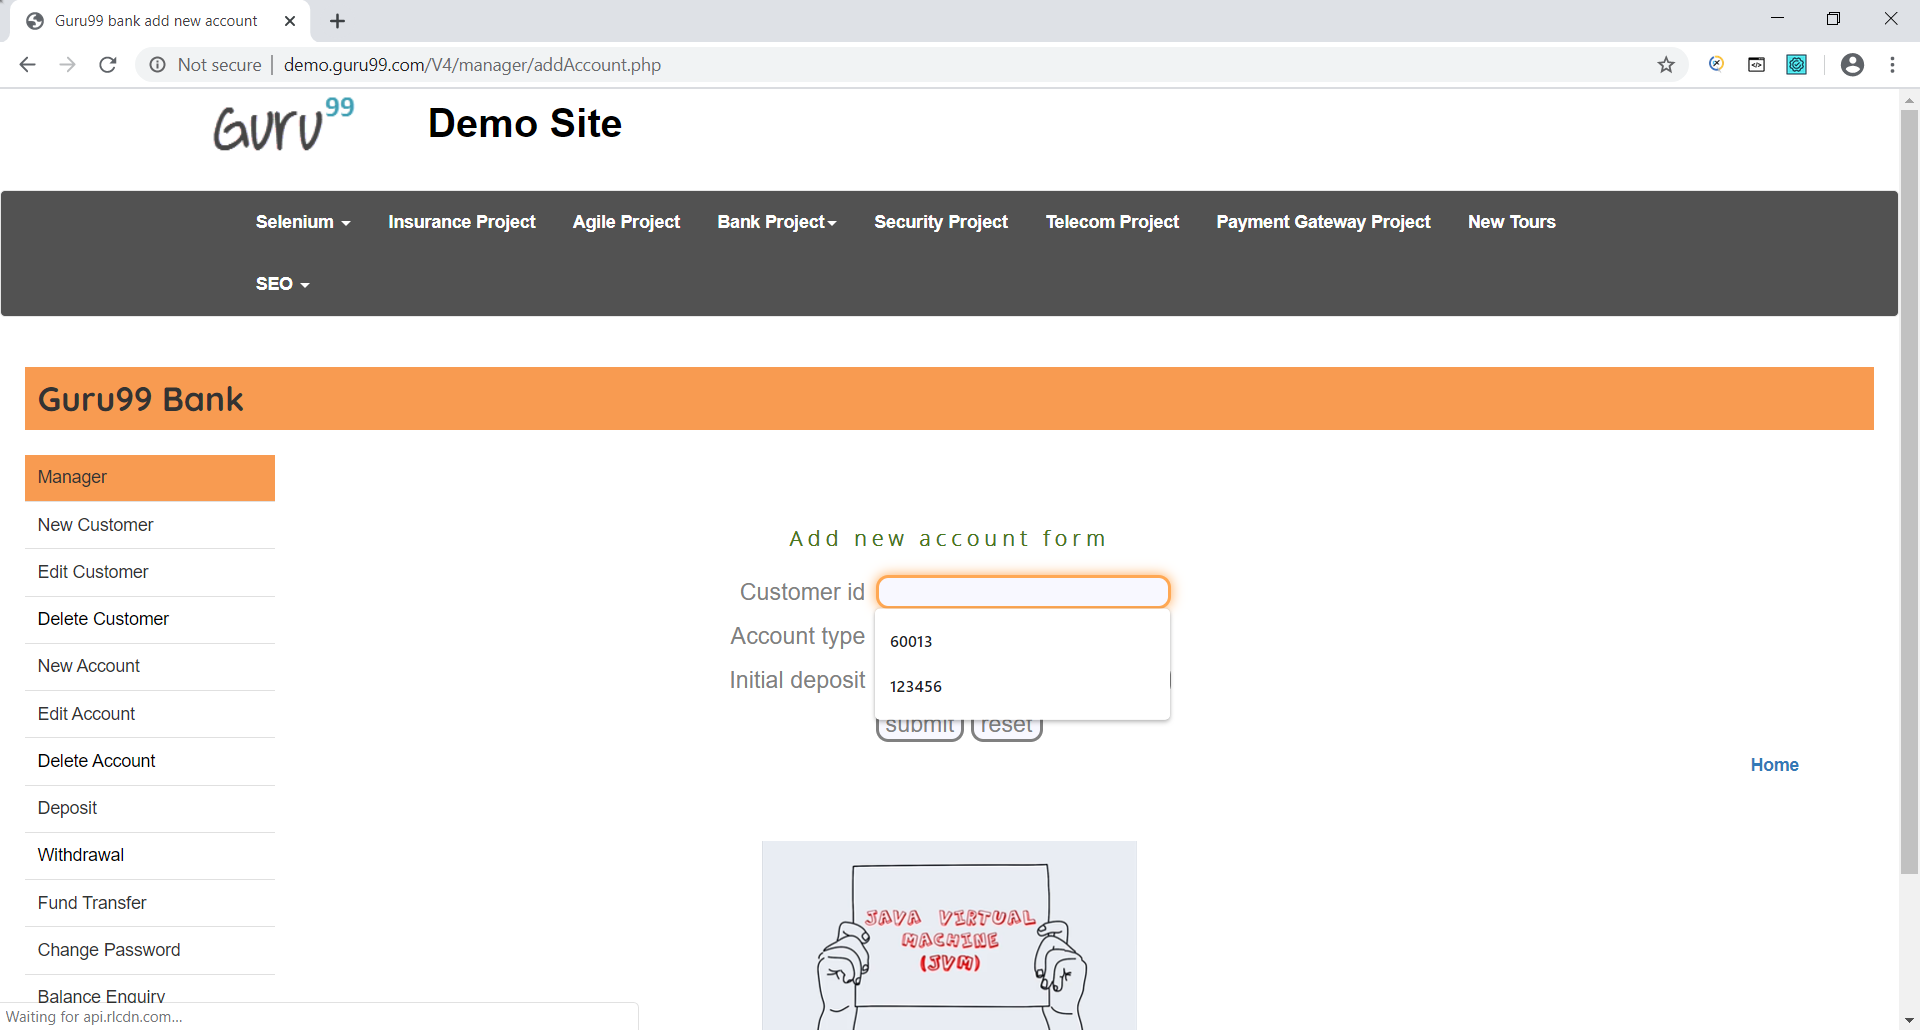 Guru99 bank add new account
Not secure | demo.guru99.com/V4/manager/addAccount.php
Guru99 Demo Site
Selenium Insurance Project Agile Project Bank Project Security Project Telecom Project Payment Gateway Project New Tours
SEO
Guru99 Bank
Manager
New Customer
Edit Customer
Delete Customer
New Account
Edit Account
Delete Account
Deposit
Withdrawal
Fund Transfer
Change Password
Balance Enquiry
Add new account form
Customer id
60013
123456
Account type
Initial deposit
submit reset
Home
JAVA VIRTUAL
MACHINE
(JVM)
Waiting for api.rlcdn.com...